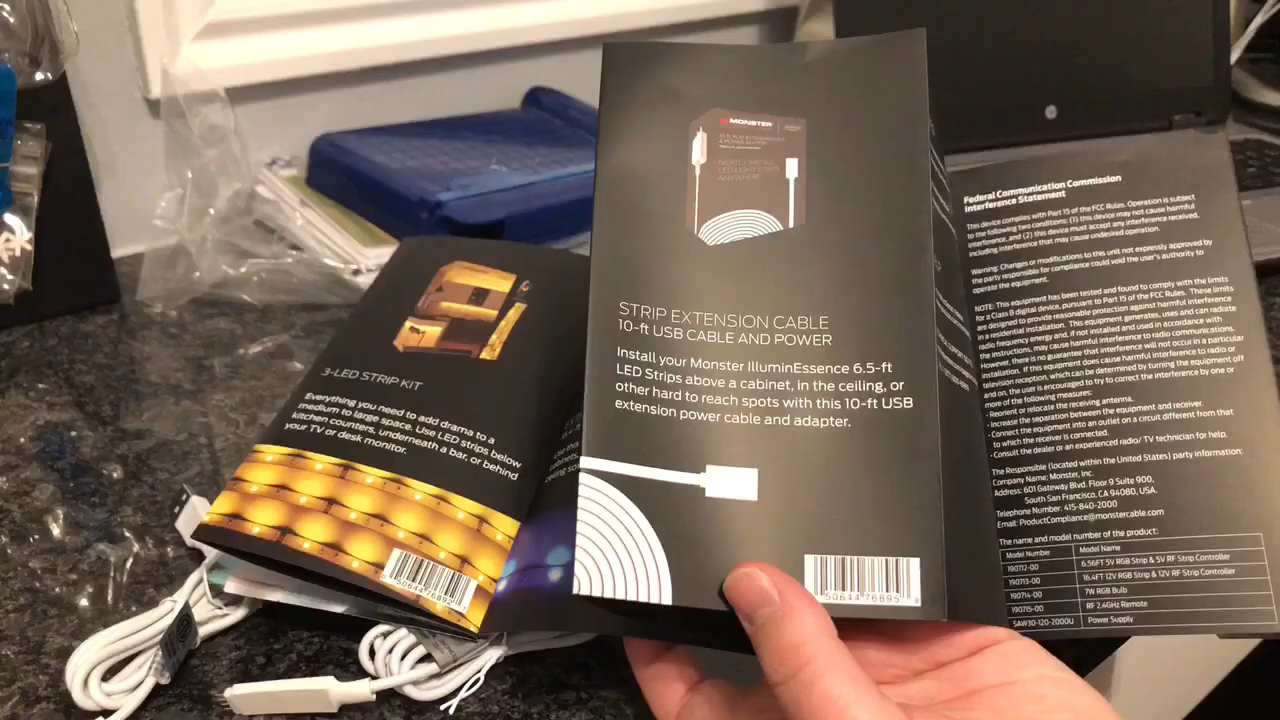 3-LED STRIP KIT
Everything you need to add drama to a
medium to large space. Use LED strips below
kitchen counters, underneath a bar, or behind
your TV or desk monitor.
50644 76892
MONSTER
NEATLY INSTALL
LED LIGHT STRIPS
ANYWHERE
STRIP EXTENSION CABLE
10-ft USB CABLE AND POWER
Install your Monster IlluminEssence 6.5-ft
LED Strips above a cabinet, in the ceiling, or
other hard to reach spots with this 10-ft USB
extension power cable and adapter.
50644 76895
Federal Communication Commission
Interference Statement
This device complies with Part 15 of the FCC Rules. Operation is subject
to the following two conditions: (1) this device may not cause harmful
interference, and (2) this device must accept any interference received,
including interference that may cause undesired operation.
Warning: Changes or modifications to this unit not expressly approved by
the party responsible for compliance could void the user's authority to
operate the equipment.
NOTE: This equipment has been tested and found to comply with the limits
for a Class B digital device, pursuant to Part 15 of the FCC Rules. These limits
are designed to provide reasonable protection against harmful interference
in a residential installation. This equipment generates, uses and can radiate
radio frequency energy and, if not installed and used in accordance with
the instructions, may cause harmful interference to radio communications.
However, there is no guarantee that interference will not occur in a particular
installation. If this equipment does cause harmful interference to radio or
television reception, which can be determined by turning the equipment off
and on, the user is encouraged to try to correct the interference by one or
more of the following measures:
• Reorient or relocate the receiving antenna.
• Increase the separation between the equipment and receiver.
• Connect the equipment into an outlet on a circuit different from that
to which the receiver is connected.
• Consult the dealer or an experienced radio/ TV technician for help.
The Responsible (located within the United States) party information:
Company Name: Monster, Inc.
Address: 601 Gateway Blvd. Floor 9 Suite 900,
South San Francisco, CA 94080, USA.
Telephone Number: 415-840-2000
Email: ProductCompliance@monstercable.com
The name and model number of the product:
Model Number Model Name
190712-00 6.56FT 5V RGB Strip & 5V RF Strip Controller
190713-00 16.4FT 12V RGB Strip & 12V RF Strip Controller
190714-00 7W RGB Bulb
190715-00 RF 2.4GHz Remote
SAW30-120-2000U Power Supply